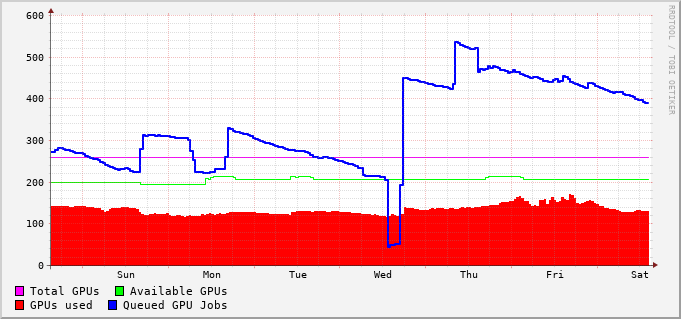 600
500
400
300
200
100
0
Sun Mon Tue Wed Thu Fri Sat
Total GPUs Available GPUs
GPUs used Queued GPU Jobs
RRDTOOL / TOBI OETIKER